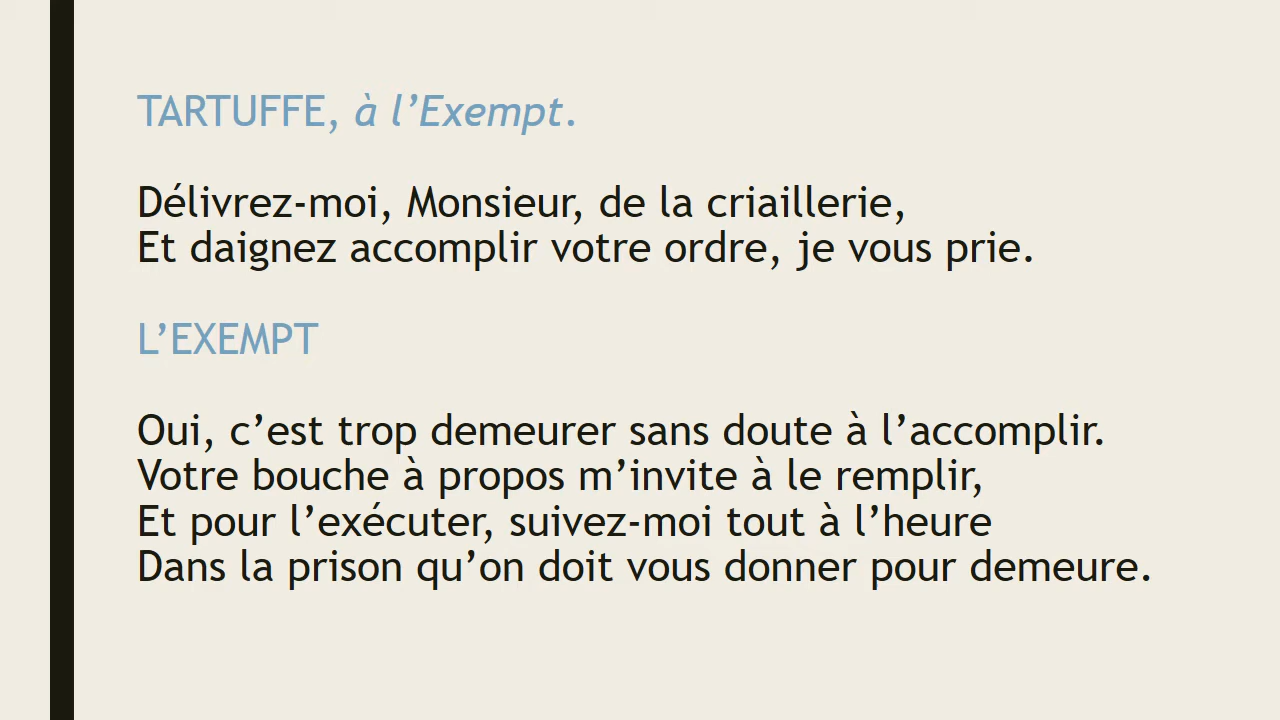 TARTUFFE, à l’Exempt.
Délivrez-moi, Monsieur, de la criaillerie,
Et daignez accomplir votre ordre, je vous prie.
L’EXEMPT
Oui, c’est trop demeurer sans doute à l’accomplir.
Votre bouche à propos m’invite à le remplir,
Et pour l’exécuter, suivez-moi tout à l’heure
Dans la prison qu’on doit vous donner pour demeure.